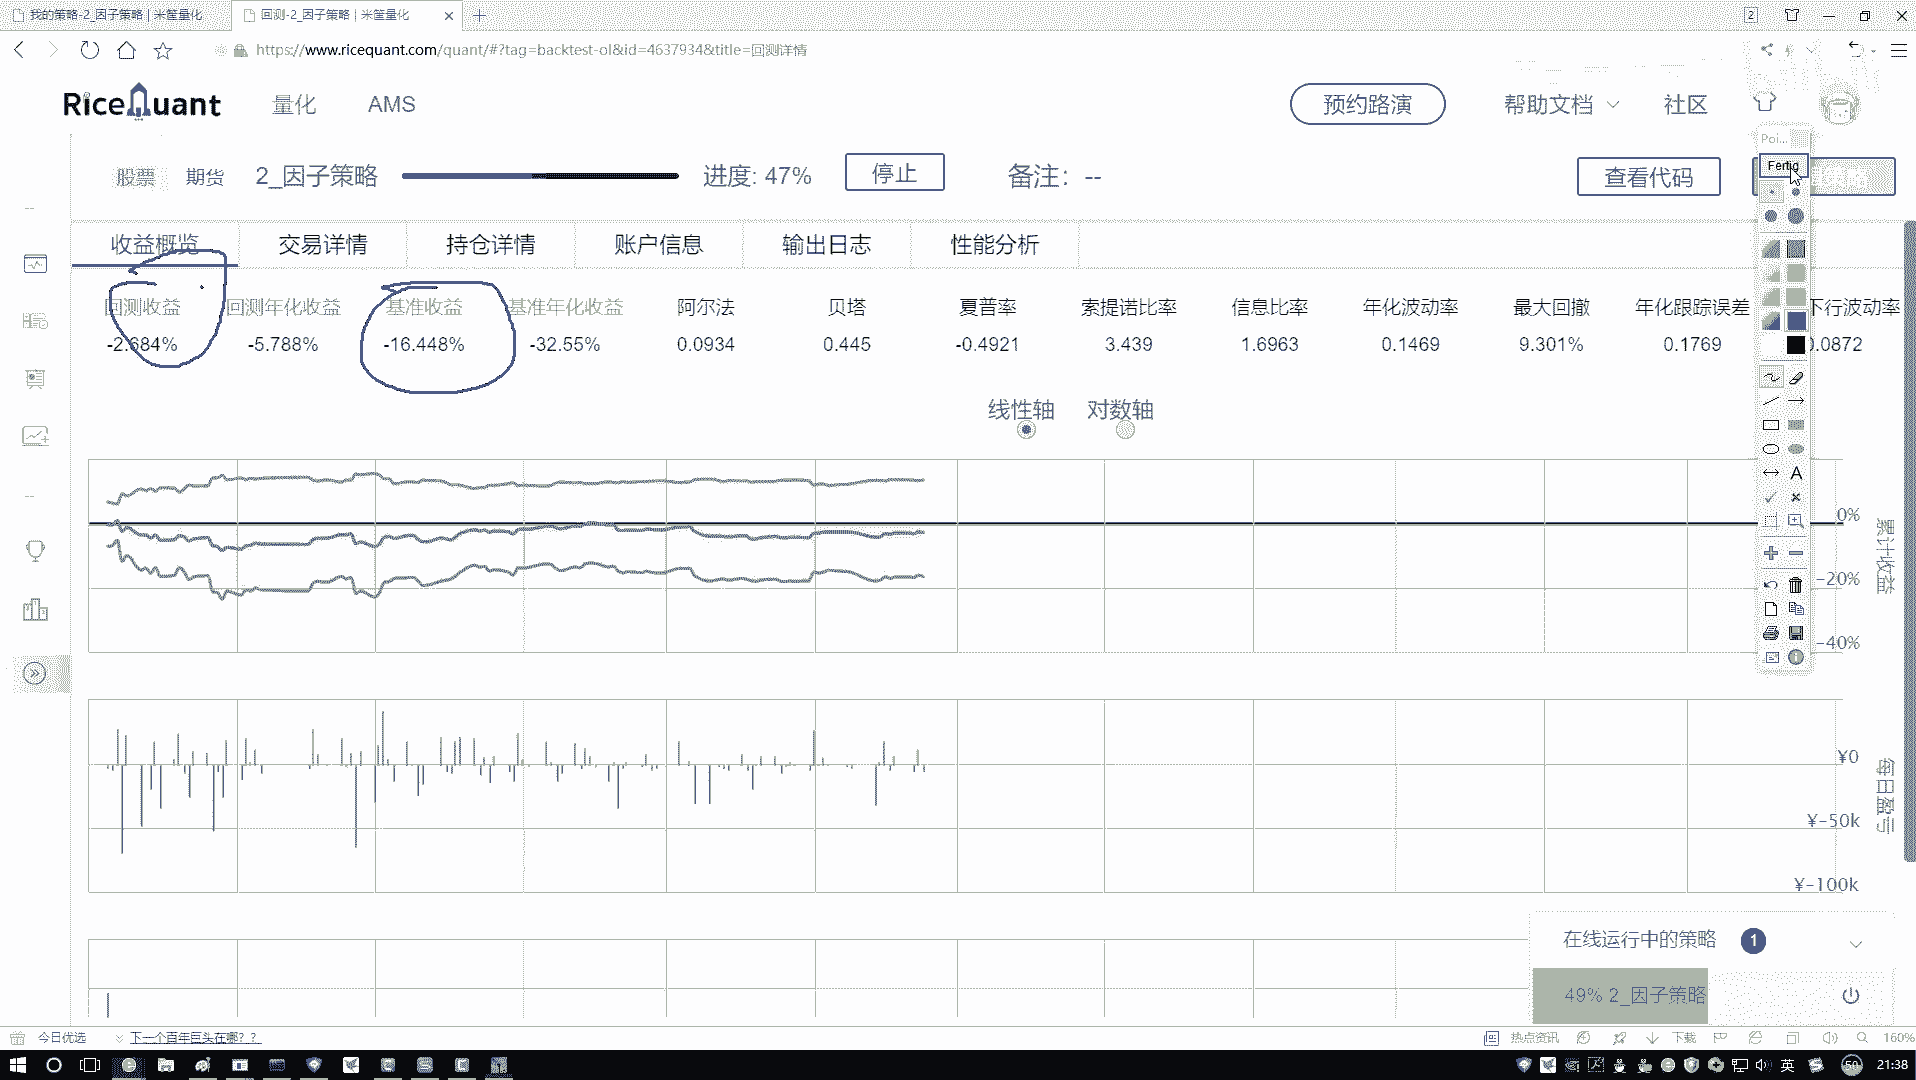 我的策略-2_因子策略 | 米筐量化
回测-2_因子策略 | 米筐量化
2
https://www.ricequant.com/quant/#?tag=backtest-ol&id=4637934&title=回测详情
RiceQuant 量化 AMS 预约路演 帮助文档 社区
Poi...
Fertig
股票 期货 2_因子策略 进度: 47% 停止 备注: -- 查看代码
收益概览 交易详情 持仓详情 账户信息 输出日志 性能分析
回测收益 回测年化收益 基准收益 基准年化收益 阿尔法 贝塔 夏普率 索提诺比率 信息比率 年化波动率 最大回撤 年化跟踪误差 下行波动率
-2.684% -5.788% -16.448% -32.55% 0.0934 0.445 -0.4921 3.439 1.6963 0.1469 9.301% 0.1769 0.0872
线性轴 对数轴
A
0%
-20%
-40%
累计收益
¥0
¥-50k
¥-100k
每日盈亏
在线运行中的策略 1
49% 2_因子策略
今日优选 下一个百年巨头在哪？？ 热点资讯 下载 160%
英 50 21:38